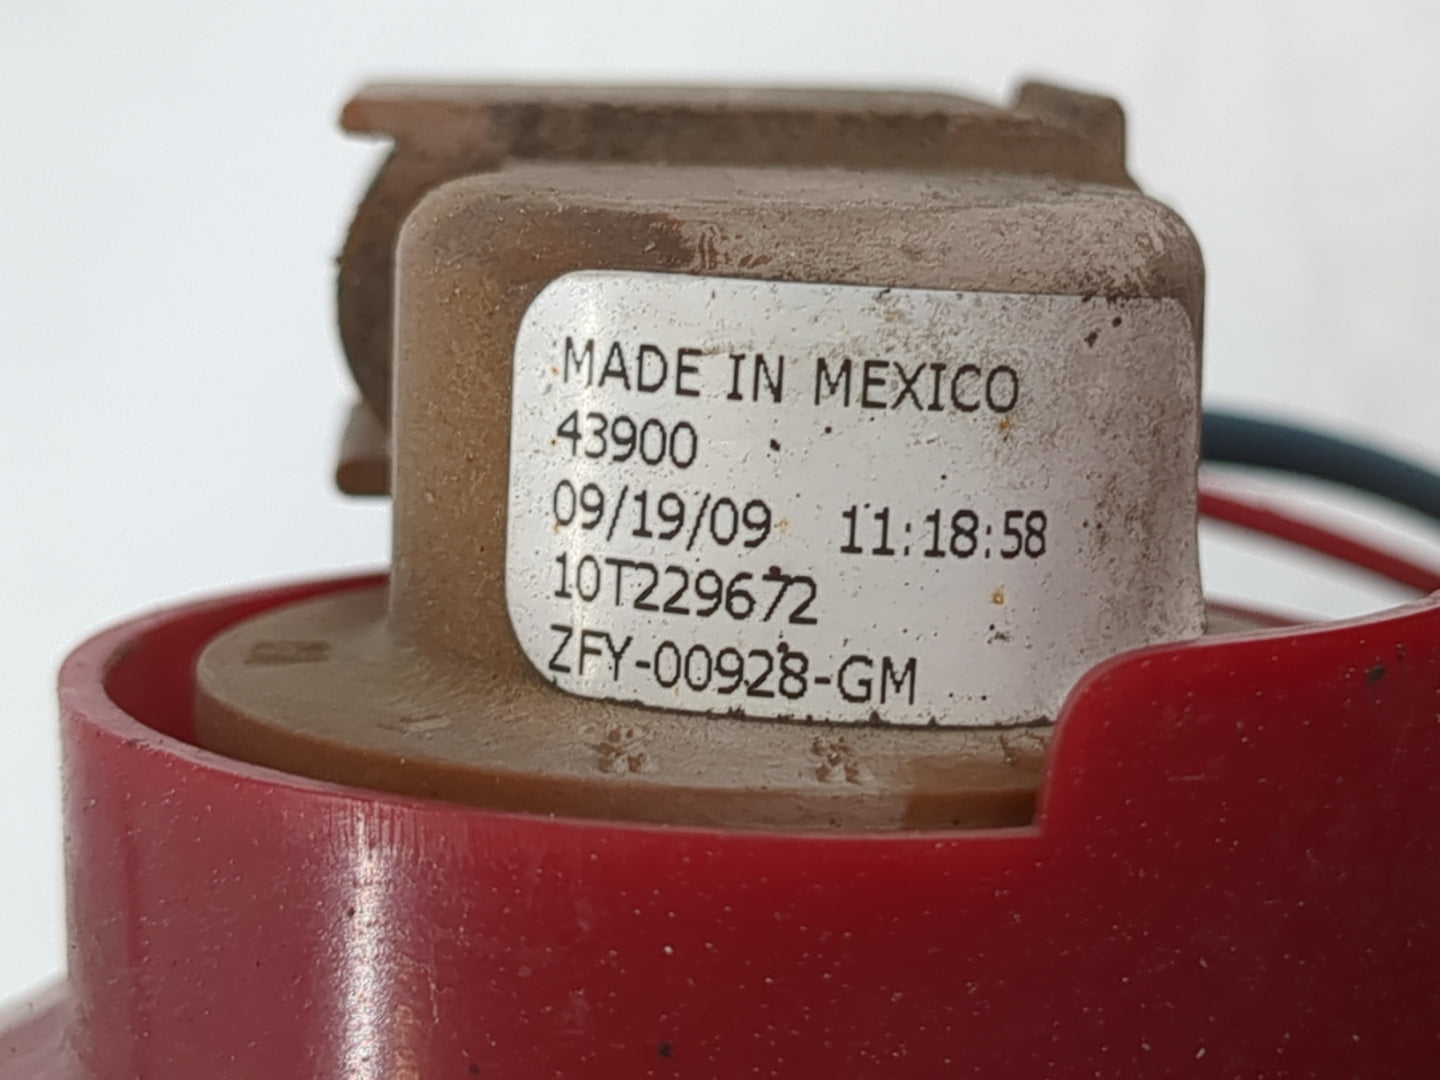 MADE IN MEXICO
43900
09/19/09 11:18:58
10T229672
ZFY-00928-GM